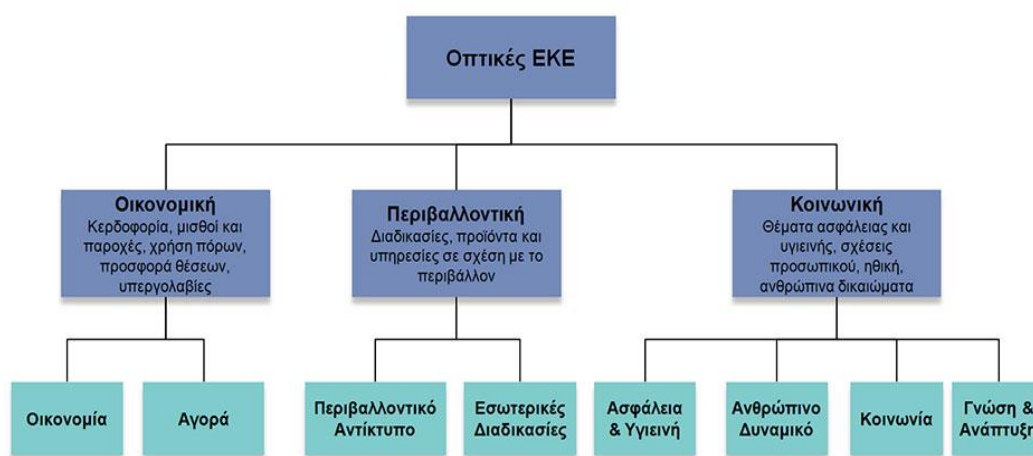 Οπτικές ΕΚΕ
Οικονομική
Κερδοφορία, μισθοί και
παροχές, χρήση πόρων,
προσφορά θέσεων,
υπεργολαβίες
Περιβαλλοντική
Διαδικασίες, προϊόντα και
υπηρεσίες σε σχέση με το
περιβάλλον
Κοινωνική
Θέματα ασφάλειας και
υγιεινής, σχέσεις
προσωπικού, ηθική,
ανθρώπινα δικαιώματα
Οικονομία
Αγορά
Περιβαλλοντικό
Αντίκτυπο
Εσωτερικές
Διαδικασίες
Ασφάλεια
& Υγιεινή
Ανθρώπινο
Δυναμικό
Κοινωνία
Γνώση &
Ανάπτυξη